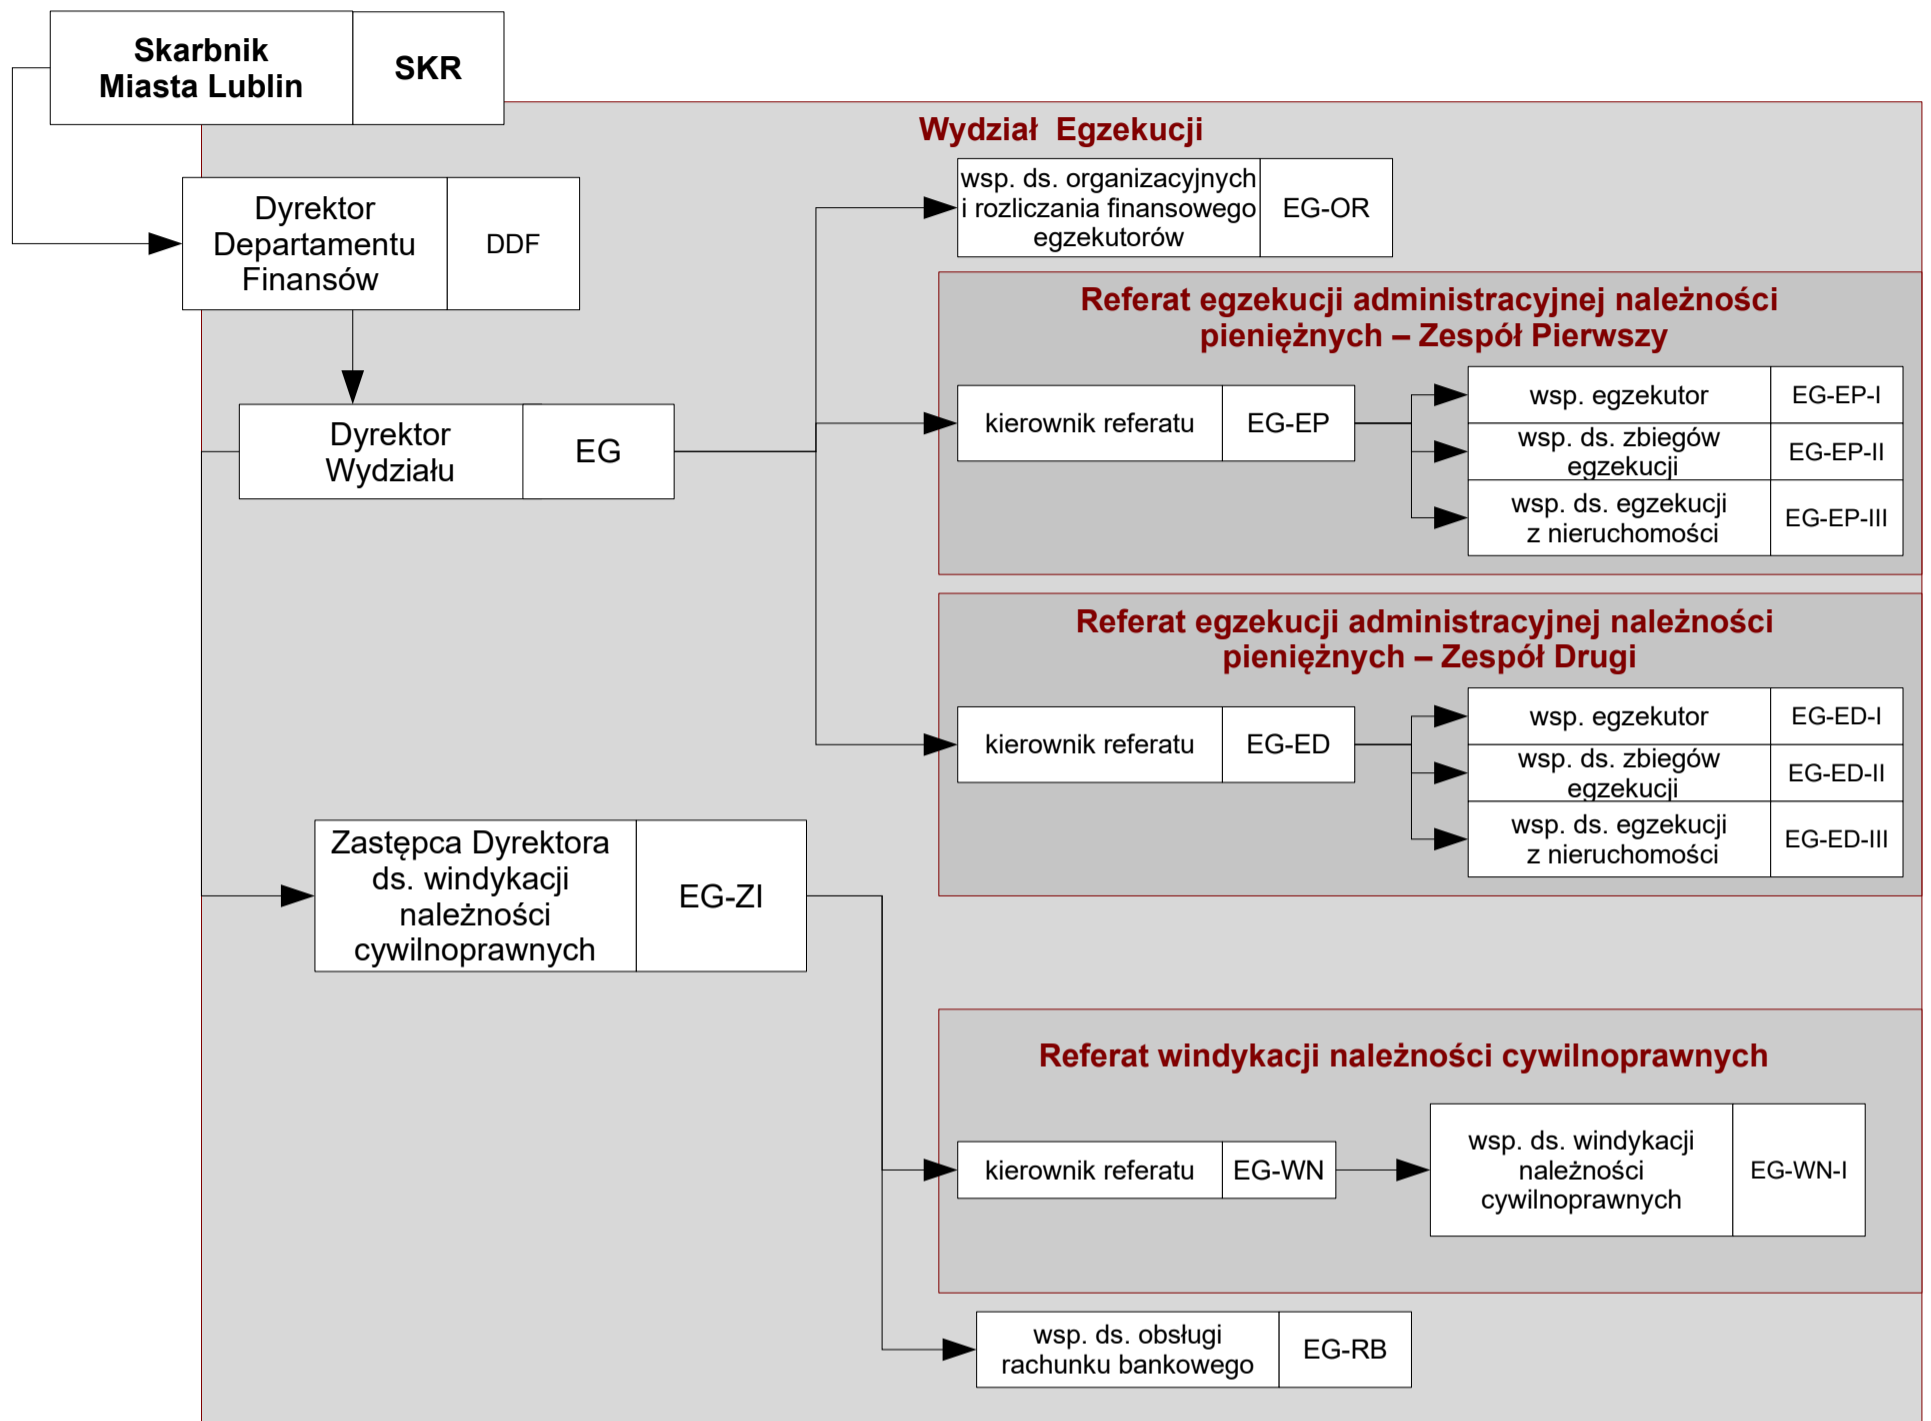 Skarbnik
Miasta Lublin
SKR
Wydział Egzekucji
Dyrektor
Departamentu
Finansów
DDF
wsp. ds. organizacyjnych
i rozliczania finansowego
egzekutorów
EG-OR
Dyrektor
Wydziału
EG
Referat egzekucji administracyjnej należności
pieniężnych – Zespół Pierwszy
kierownik referatu
EG-EP
wsp. egzekutor
EG-EP-I
wsp. ds. zbiegów
egzekucji
EG-EP-II
wsp. ds. egzekucji
z nieruchomości
EG-EP-III
Referat egzekucji administracyjnej należności
pieniężnych – Zespół Drugi
kierownik referatu
EG-ED
wsp. egzekutor
EG-ED-I
wsp. ds. zbiegów
egzekucji
EG-ED-II
wsp. ds. egzekucji
z nieruchomości
EG-ED-III
Zastępca Dyrektora
ds. windykacji
należności
cywilnoprawnych
EG-ZI
Referat windykacji należności cywilnoprawnych
kierownik referatu
EG-WN
wsp. ds. windykacji
należności
cywilnoprawnych
EG-WN-I
wsp. ds. obsługi
rachunku bankowego
EG-RB